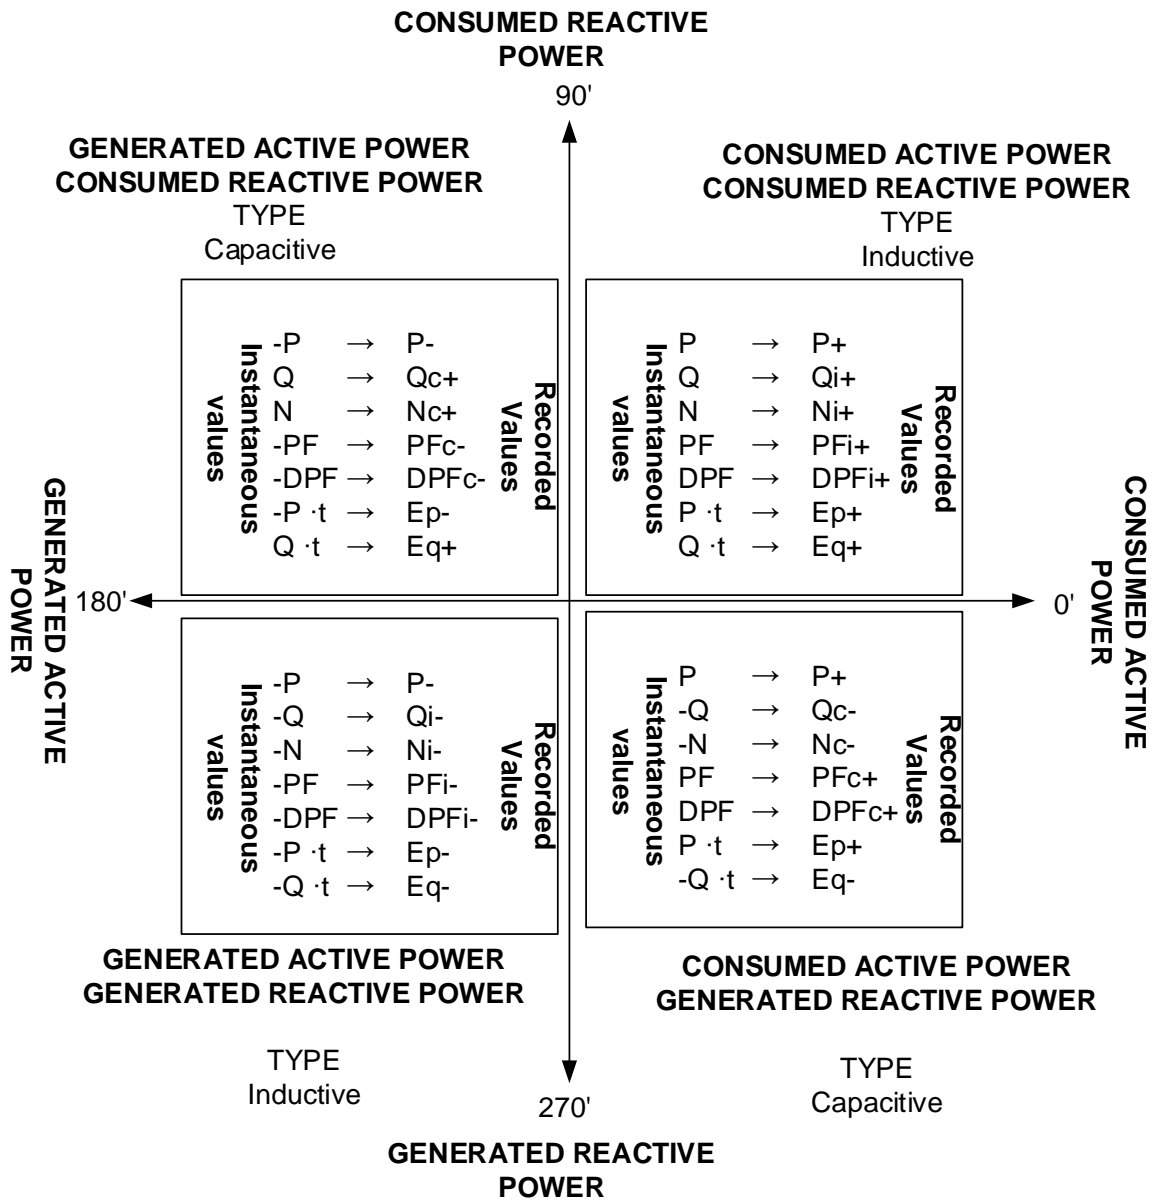 CONSUMED REACTIVE
POWER
90'
GENERATED ACTIVE POWER
CONSUMED REACTIVE POWER
TYPE
Capacitive
CONSUMED ACTIVE POWER
CONSUMED REACTIVE POWER
TYPE
Inductive
Instantaneous
values
-P → P-
Q → Qc+
N → Nc+
-PF → PFc-
-DPF → DPFc-
-P ·t → Ep-
Q ·t → Eq+
Recorded
Values
Instantaneous
values
P → P+
Q → Qi+
N → Ni+
PF → PFi+
DPF → DPFi+
P ·t → Ep+
Q ·t → Eq+
Recorded
Values
GENERATED ACTIVE
POWER
180'
0'
CONSUMED ACTIVE
POWER
Instantaneous
values
-P → P-
-Q → Qi-
-N → Ni-
-PF → PFi-
-DPF → DPFi-
-P ·t → Ep-
-Q ·t → Eq-
Recorded
Values
Instantaneous
values
P → P+
-Q → Qc-
-N → Nc-
PF → PFc+
DPF → DPFc+
P ·t → Ep+
-Q ·t → Eq-
Recorded
Values
GENERATED ACTIVE POWER
GENERATED REACTIVE POWER
TYPE
Inductive
CONSUMED ACTIVE POWER
GENERATED REACTIVE POWER
TYPE
Capacitive
270'
GENERATED REACTIVE
POWER